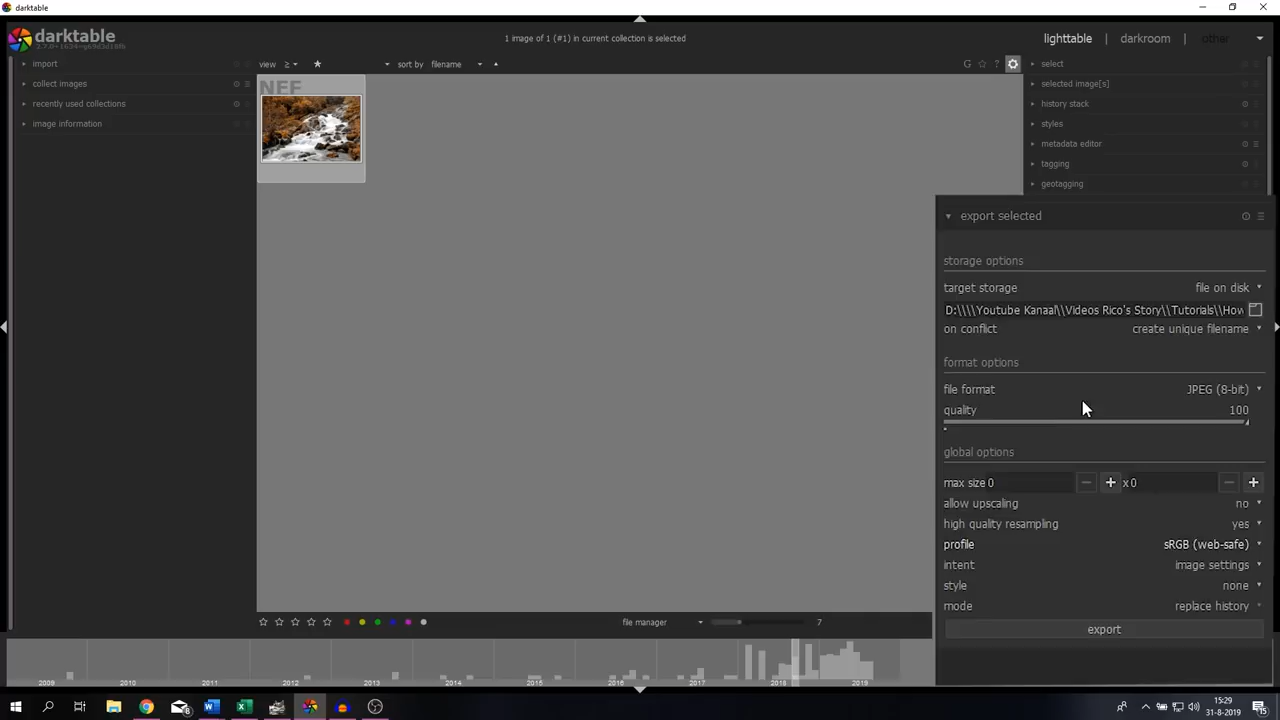 darktable
darktable
1 image of 1 (#1) in current collection is selected
lighttable | darkroom | other
import
collect images
recently used collections
image information
view ≥ ★ sort by filename
G ☆ ?
NEF
select
selected image[s]
history stack
styles
metadata editor
tagging
geotagging
export selected
storage options
target storage file on disk
D:\\\\Youtube Kanaal\\Videos Rico's Story\\Tutorials\\How
on conflict create unique filename
format options
file format JPEG (8-bit)
quality 100
global options
max size 0 − + x 0 − +
allow upscaling no
high quality resampling yes
profile sRGB (web-safe)
intent image settings
style none
mode replace history
export
file manager 7
2009 2011 2012 2013 2014 2015 2016 2017 2018 2019
15:29
31-8-2019
15